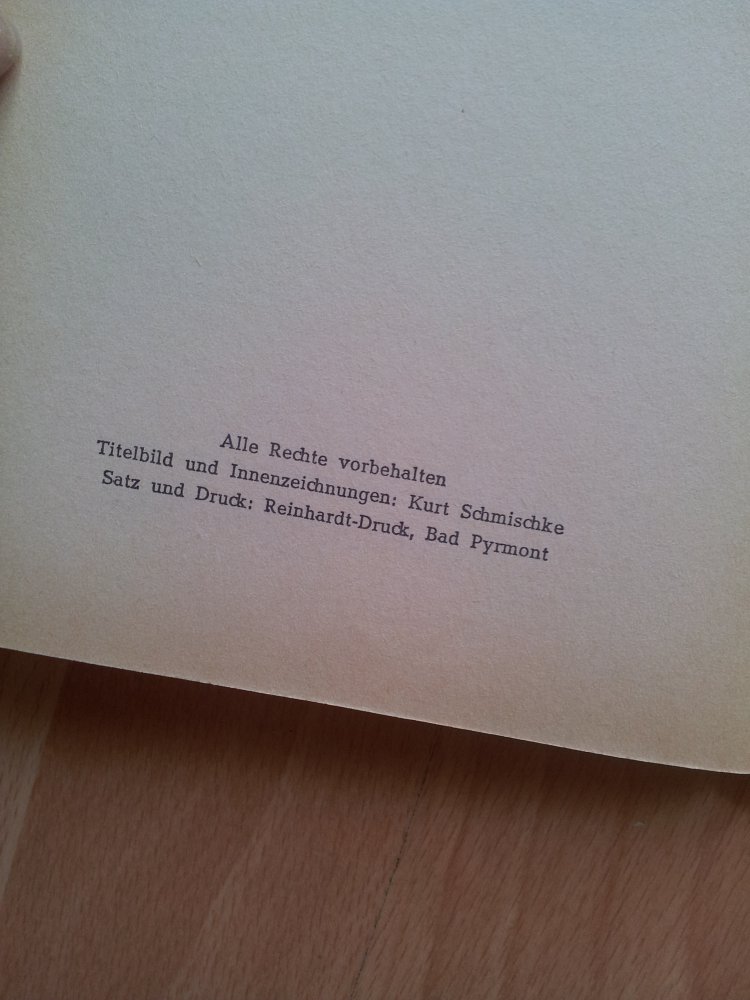 Alle Rechte vorbehalten
Titelbild und Innenzeichnungen: Kurt Schmischke
Satz und Druck: Reinhardt-Druck, Bad Pyrmont